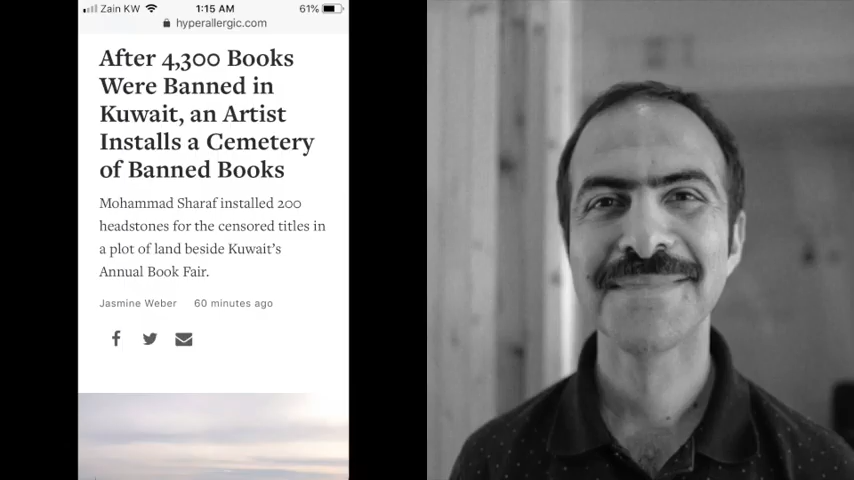 Zain KW 1:15 AM 61%
hyperallergic.com
After 4,300 Books
Were Banned in
Kuwait, an Artist
Installs a Cemetery
of Banned Books
Mohammad Sharaf installed 200
headstones for the censored titles in
a plot of land beside Kuwait's
Annual Book Fair.
Jasmine Weber 60 minutes ago